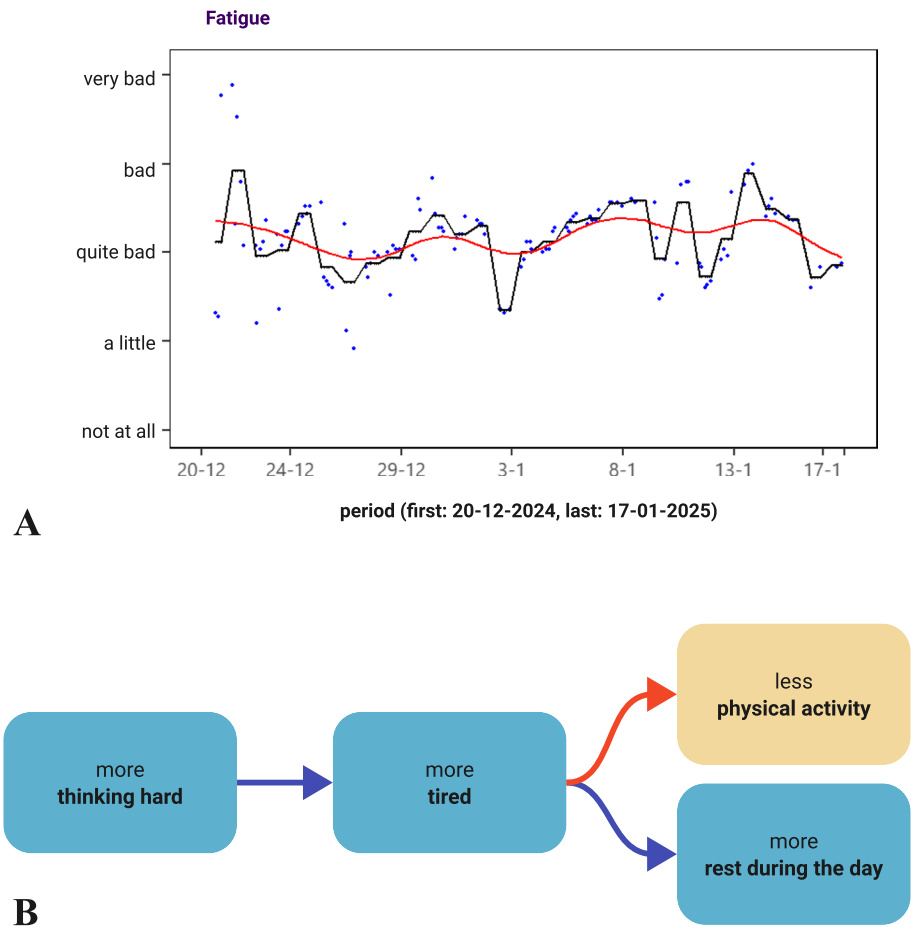 Fatigue
very bad
bad
quite bad
a little
not at all
20-12 24-12 29-12 3-1 8-1 13-1 17-1
period (first: 20-12-2024, last: 17-01-2025)
A
less
physical activity
more
thinking hard
more
tired
more
rest during the day
B